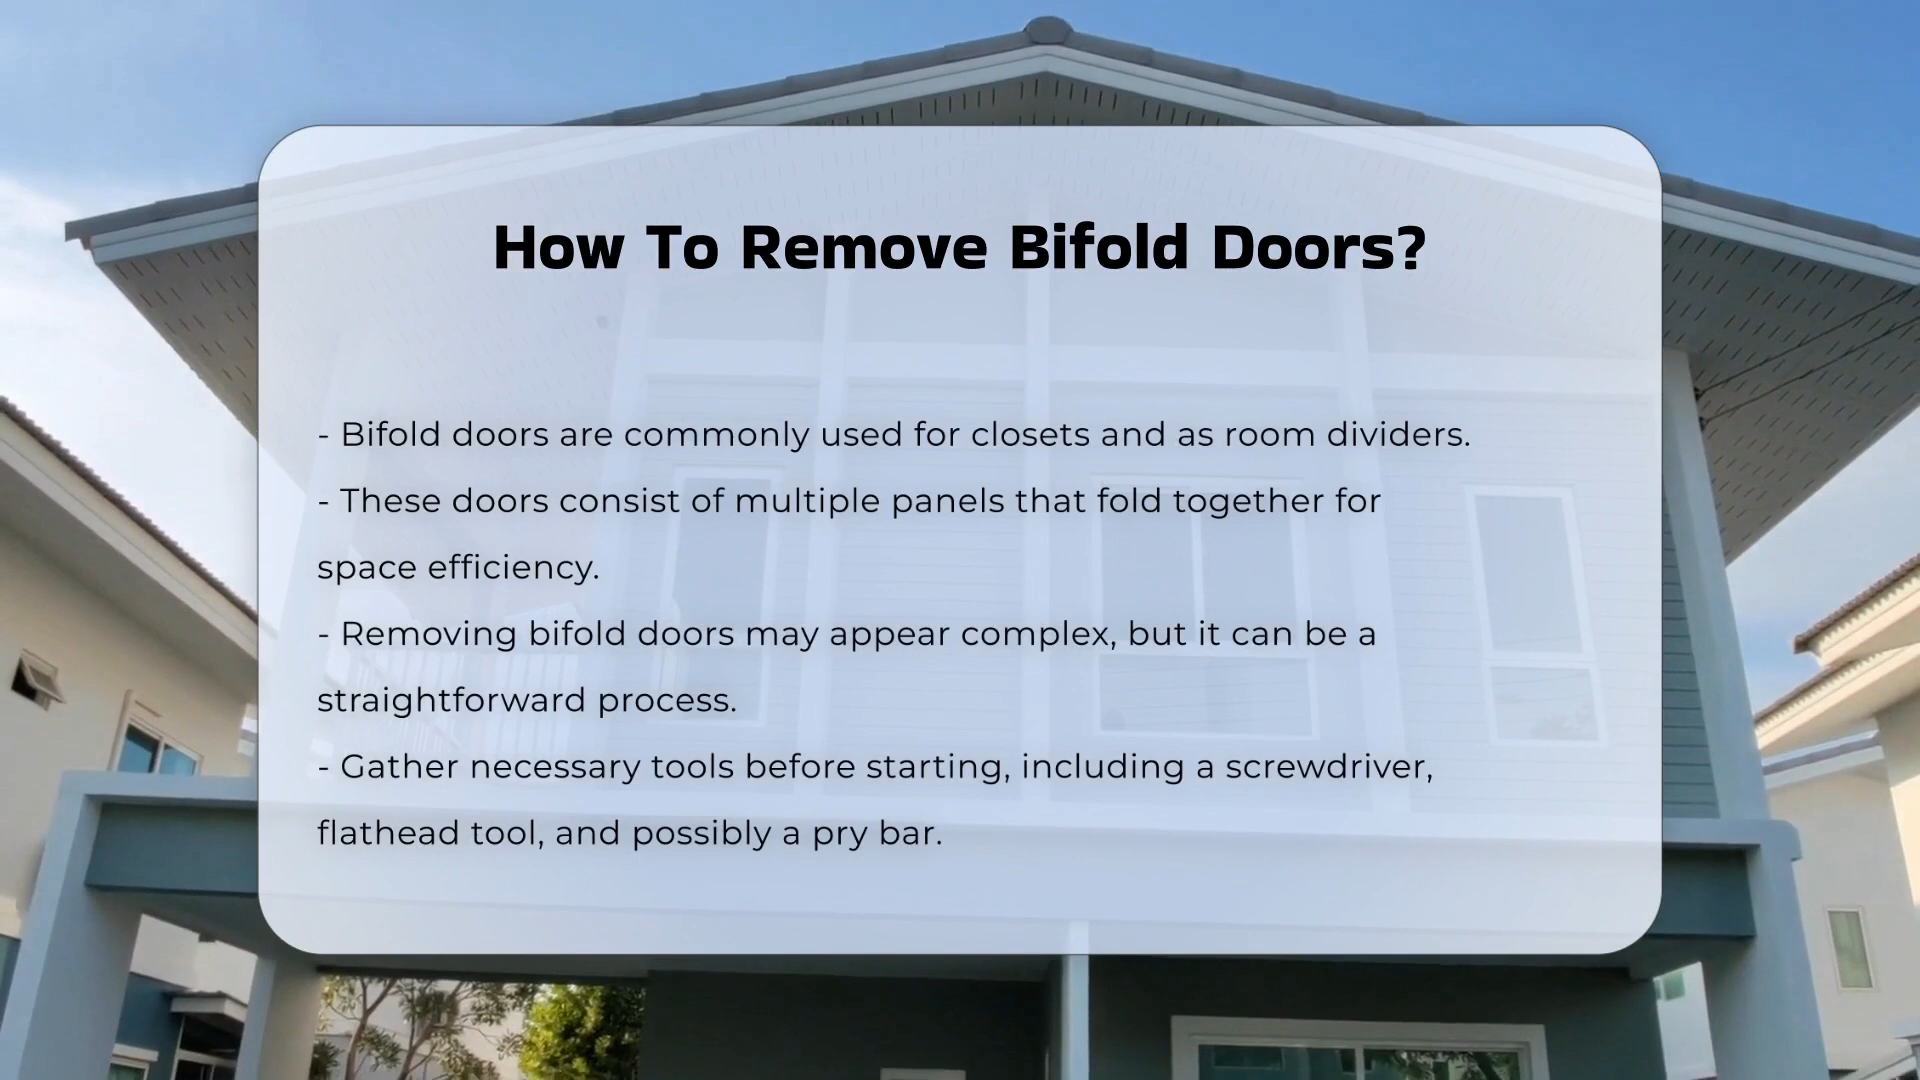 How To Remove Bifold Doors?
- Bifold doors are commonly used for closets and as room dividers.
- These doors consist of multiple panels that fold together for
space efficiency.
- Removing bifold doors may appear complex, but it can be a
straightforward process.
- Gather necessary tools before starting, including a screwdriver,
flathead tool, and possibly a pry bar.